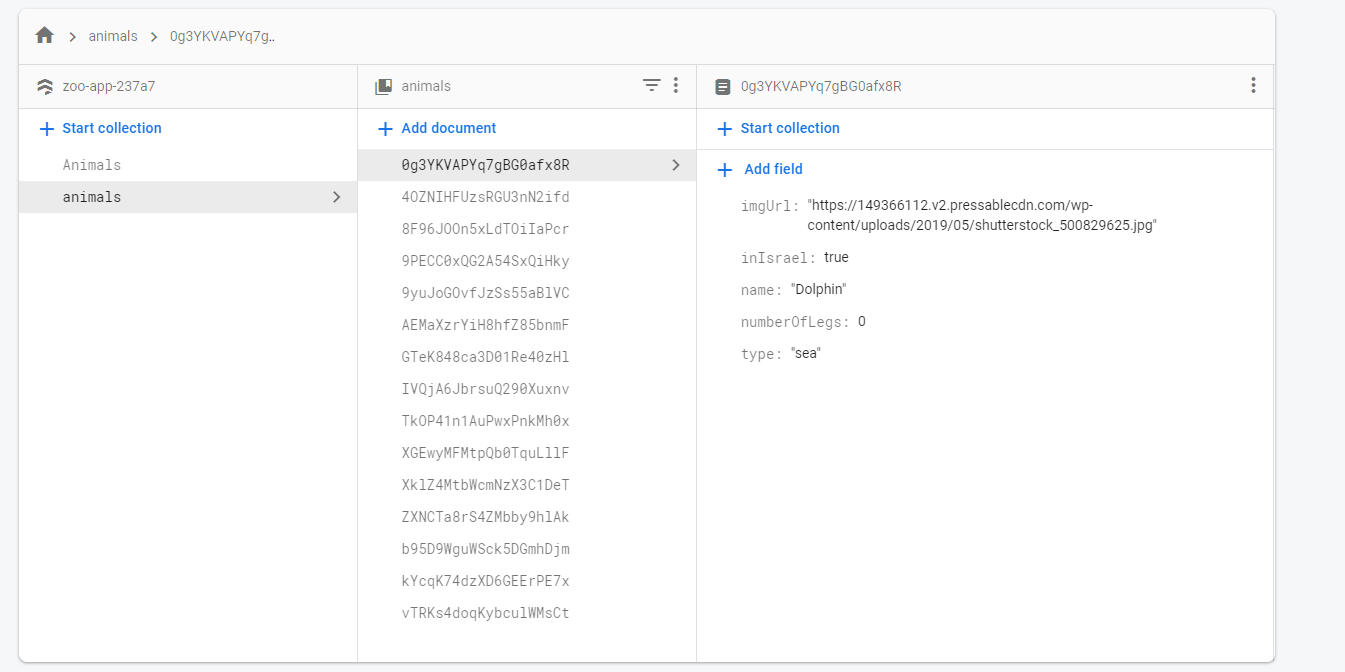 animals
0g3YKVAPYq7g..
zoo-app-237a7
Start collection
Animals
animals
animals
Add document
0g3YKVAPYq7gBG0afx8R
4OZNIHFUzsRGU3nN2ifd
8F96JOOn5xLdTOiIaPcr
9PECC0xQG2A54SxQiHky
9yuJoGOvfJzSs55aBlVC
AEMaXzrYiH8hfZ85bnmF
GTeK848ca3D01Re40zHl
IVQjA6JbrsuQ290Xuxnv
TkOP41n1AuPwxPnkMh0x
XGEwyMFMtpQb0TquLllF
XklZ4MtbWcmNzX3C1DeT
ZXNCTa8rS4ZMbby9hlAk
b95D9WguWSck5DGmhDjm
kYcqK74dzXD6GEErPE7x
vTRKs4doqKybculWMsCt
0g3YKVAPYq7gBG0afx8R
Start collection
Add field
imgUrl: "https://149366112.v2.pressablecdn.com/wp-
content/uploads/2019/05/shutterstock_500829625.jpg"
inIsrael: true
name: "Dolphin"
numberOfLegs: 0
type: "sea"